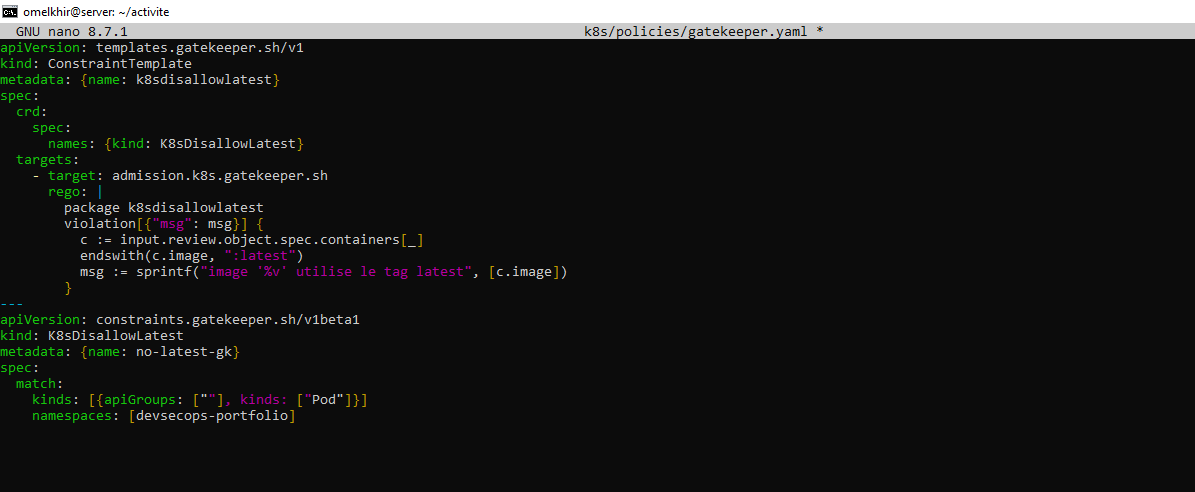 omelkhir@server: ~/activite
GNU nano 8.7.1 k8s/policies/gatekeeper.yaml *
apiVersion: templates.gatekeeper.sh/v1
kind: ConstraintTemplate
metadata: {name: k8sdisallowlatest}
spec:
  crd:
    spec:
      names: {kind: K8sDisallowLatest}
  targets:
    - target: admission.k8s.gatekeeper.sh
      rego: |
        package k8sdisallowlatest
        violation[{"msg": msg}] {
          c := input.review.object.spec.containers[_]
          endswith(c.image, ":latest")
          msg := sprintf("image '%v' utilise le tag latest", [c.image])
        }
---
apiVersion: constraints.gatekeeper.sh/v1beta1
kind: K8sDisallowLatest
metadata: {name: no-latest-gk}
spec:
  match:
    kinds: [{apiGroups: [""], kinds: ["Pod"]}]
    namespaces: [devsecops-portfolio]